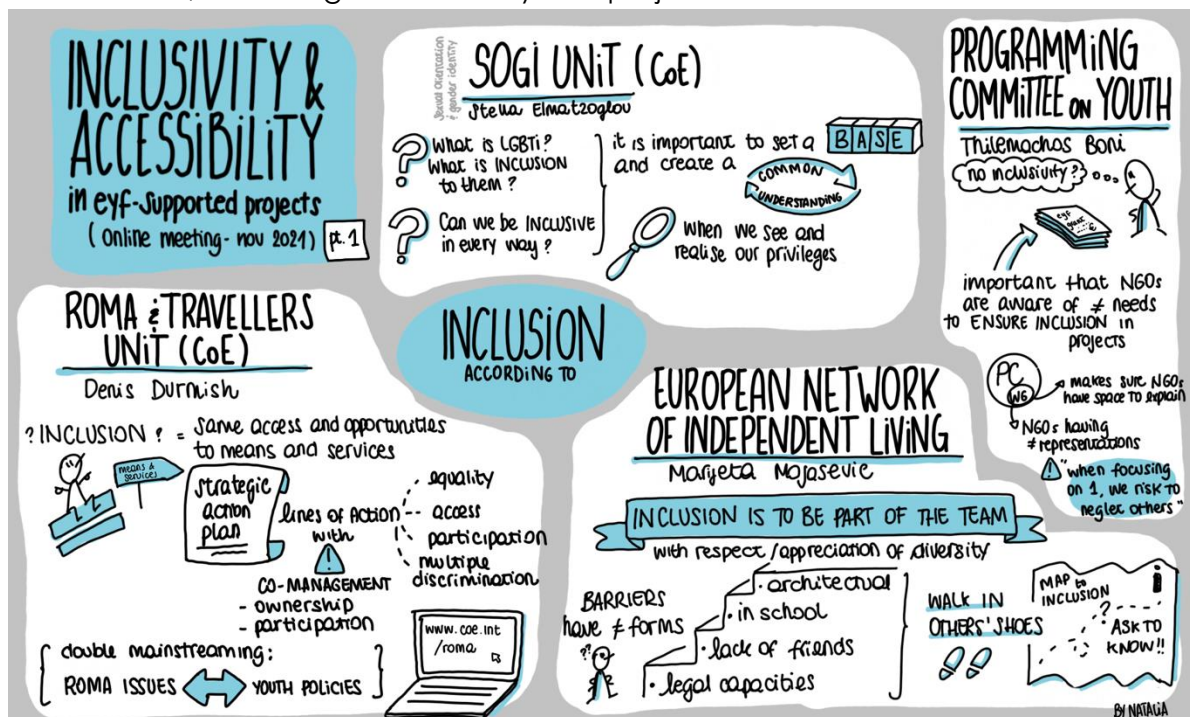 INCLUSIVITY &
ACCESSIBILITY
in eyf-supported projects
(Online meeting - nov 2021)
pt. 1
Sexual Orientation
& gender identity
SOGI UNIT (CoE)
Stella Elmatzoglou
? What is LGBTi?
What is INCLUSION
to them?
? Can we be INCLUSIVE
in every way?
it is important to set a BASE
and create a
COMMON
UNDERSTANDING
When we see and
realise our privileges
PROGRAMMING
COMMITTEE ON YOUTH
Thilemachos Boni
no inclusivity?
eyf
grant
important that NGOs
are aware of ≠ needs
to ENSURE INCLUSION in
projects
PC
WG
makes sure NGOs
have space to explain
NGOs having
≠ representations
"when focusing
on 1, we risk to
neglect others"
INCLUSION
ACCORDING TO
ROMA & TRAVELLERS
UNIT (CoE)
Denis Durmish
? INCLUSION ? = Same access and opportunities
to means and services
means &
services
strategic
action
plan
lines of Action
equality
access
participation
multiple
discrimination
with
!
CO-MANAGEMENT
- ownership
- participation
double mainstreaming:
ROMA ISSUES YOUTH POLICIES
www.coe.int
/roma
EUROPEAN NETWORK
OF INDEPENDENT LIVING
Marijeta Mojasevic
INCLUSION IS TO BE PART OF THE TEAM
with respect/appreciation of diversity
BARRIERS
have ≠ forms
??
• architectual
• in school
• lack of friends
• legal capacities
WALK IN
OTHERS' SHOES
MAP to
INCLUSION
i
?
ASK TO
KNOW!!
BY NATALIA